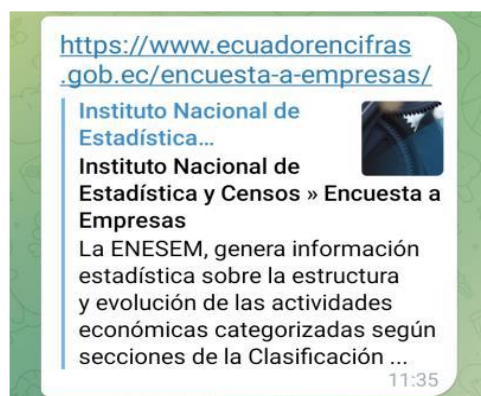 https://www.ecuadorencifras
.gob.ec/encuesta-a-empresas/
Instituto Nacional de
Estadística…
Instituto Nacional de
Estadística y Censos » Encuesta a
Empresas
La ENESEM, genera información
estadística sobre la estructura
y evolución de las actividades
económicas categorizadas según
secciones de la Clasificación ...
11:35